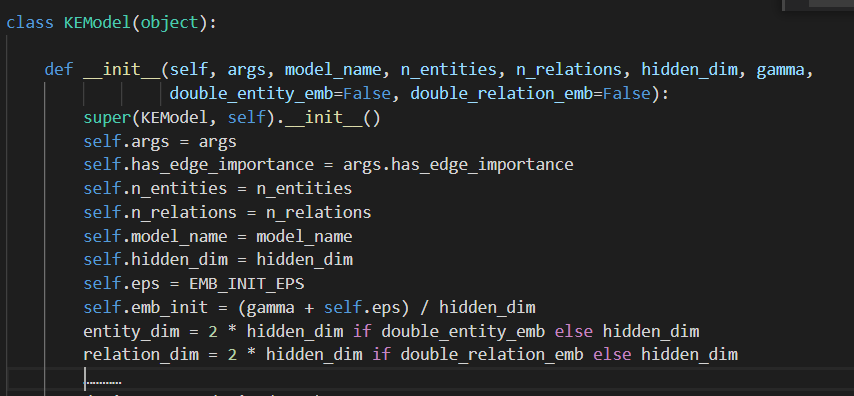 class KEModel(object):
def __init__(self, args, model_name, n_entities, n_relations, hidden_dim, gamma,
double_entity_emb=False, double_relation_emb=False):
super(KEModel, self).__init__()
self.args = args
self.has_edge_importance = args.has_edge_importance
self.n_entities = n_entities
self.n_relations = n_relations
self.model_name = model_name
self.hidden_dim = hidden_dim
self.eps = EMB_INIT_EPS
self.emb_init = (gamma + self.eps) / hidden_dim
entity_dim = 2 * hidden_dim if double_entity_emb else hidden_dim
relation_dim = 2 * hidden_dim if double_relation_emb else hidden_dim
…………